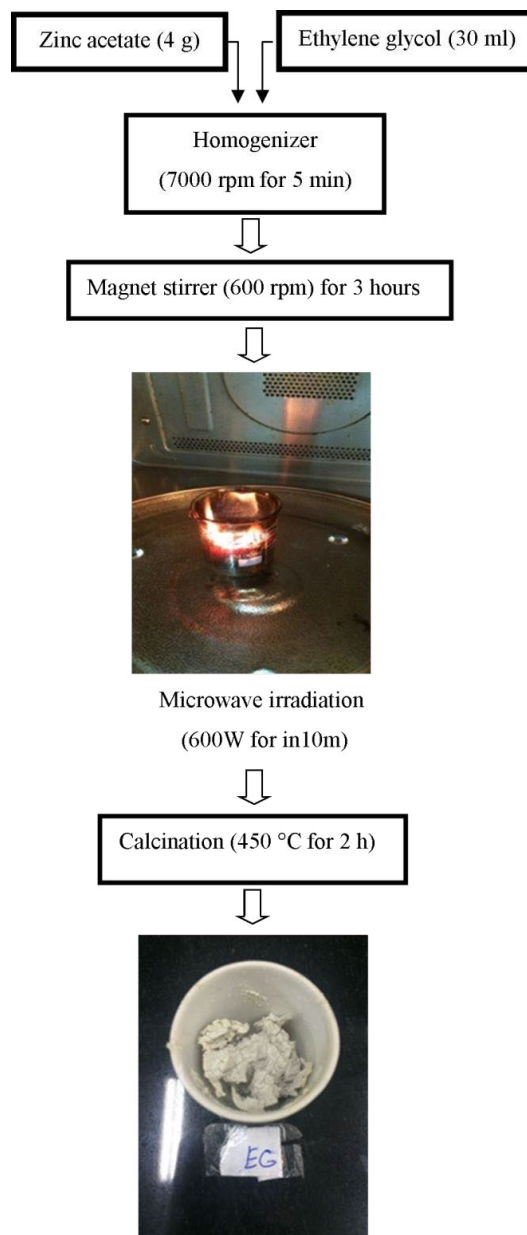 Zinc acetate (4 g)
Ethylene glycol (30 ml)
Homogenizer
(7000 rpm for 5 min)
Magnet stirrer (600 rpm) for 3 hours
Microwave irradiation
(600W for in10m)
Calcination (450 °C for 2 h)
EG